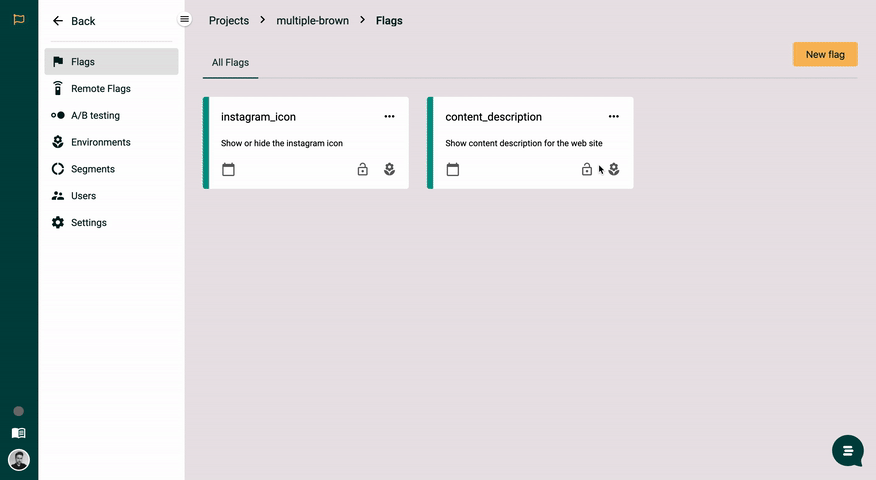 Back
Flags
Remote Flags
A/B testing
Environments
Segments
Users
Settings
Projects > multiple-brown > Flags
All Flags
New flag
instagram_icon
Show or hide the instagram icon
content_description
Show content description for the web site